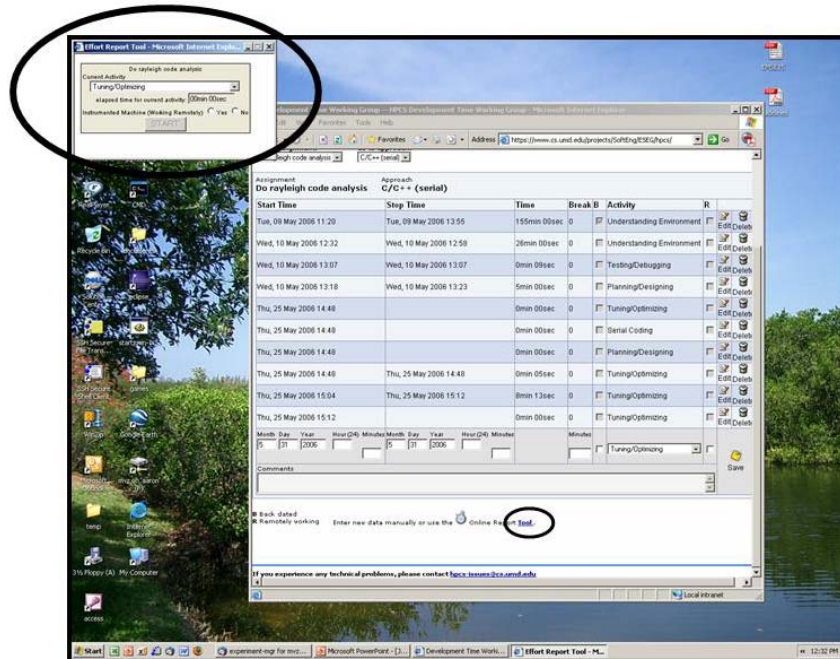 Effort Report Tool - Microsoft Internet Explo...
Do rayleigh code analysis
Current Activity
Tuning/Optimizing
elapsed time for current activity: 00min 00sec
Instrumented Machine (Working Remotely) Yes No
START
Development Time Working Group -- HPCS Development Time Working Group - Microsoft Internet Explorer
View Favorites Tools Help
Favorites Address https://www.cs.umd.edu/projects/SoftEng/ESEG/hpcs/ Go
rayleigh code analysis C/C++ (serial)
Assignment Approach
Do rayleigh code analysis C/C++ (serial)
Start Time Stop Time Time Break B Activity R
Tue, 09 May 2006 11:20 Tue, 09 May 2006 13:55 155min 00sec 0 Understanding Environment Edit Delete
Wed, 10 May 2006 12:32 Wed, 10 May 2006 12:58 26min 00sec 0 Understanding Environment Edit Delete
Wed, 10 May 2006 13:07 Wed, 10 May 2006 13:07 0min 09sec 0 Testing/Debugging Edit Delete
Wed, 10 May 2006 13:18 Wed, 10 May 2006 13:23 5min 00sec 0 Planning/Designing Edit Delete
Thu, 25 May 2006 14:48 0min 00sec 0 Tuning/Optimizing Edit Delete
Thu, 25 May 2006 14:48 0min 00sec 0 Serial Coding Edit Delete
Thu, 25 May 2006 14:48 0min 00sec 0 Planning/Designing Edit Delete
Thu, 25 May 2006 14:48 Thu, 25 May 2006 14:48 0min 05sec 0 Tuning/Optimizing Edit Delete
Thu, 25 May 2006 15:04 Thu, 25 May 2006 15:12 8min 13sec 0 Tuning/Optimizing Edit Delete
Thu, 25 May 2006 15:12 0min 00sec 0 Tuning/Optimizing Edit Delete
Month Day Year Hour(24) Minutes Month Day Year Hour(24) Minutes Minutes
5 31 2006 5 31 2006 Tuning/Optimizing
Save
Comments
B Back dated
R Remotely working Enter new data manually or use the Online Report Tool.
If you experience any technical problems, please contact hpcs-issues@cs.umd.edu
Local intranet
CMD
Recycle Bin
eclipse
SSH Secure File Trans...
SSH Secure Shell Client
games
WinZip
Google Earth
Microsoft
temp
Internet Explorer
3½ Floppy (A)
My Computer
access
Start
experiment-mgr for mvz...
Microsoft PowerPoint - [J...
Development Time Worki...
Effort Report Tool - M...
12:32 PM